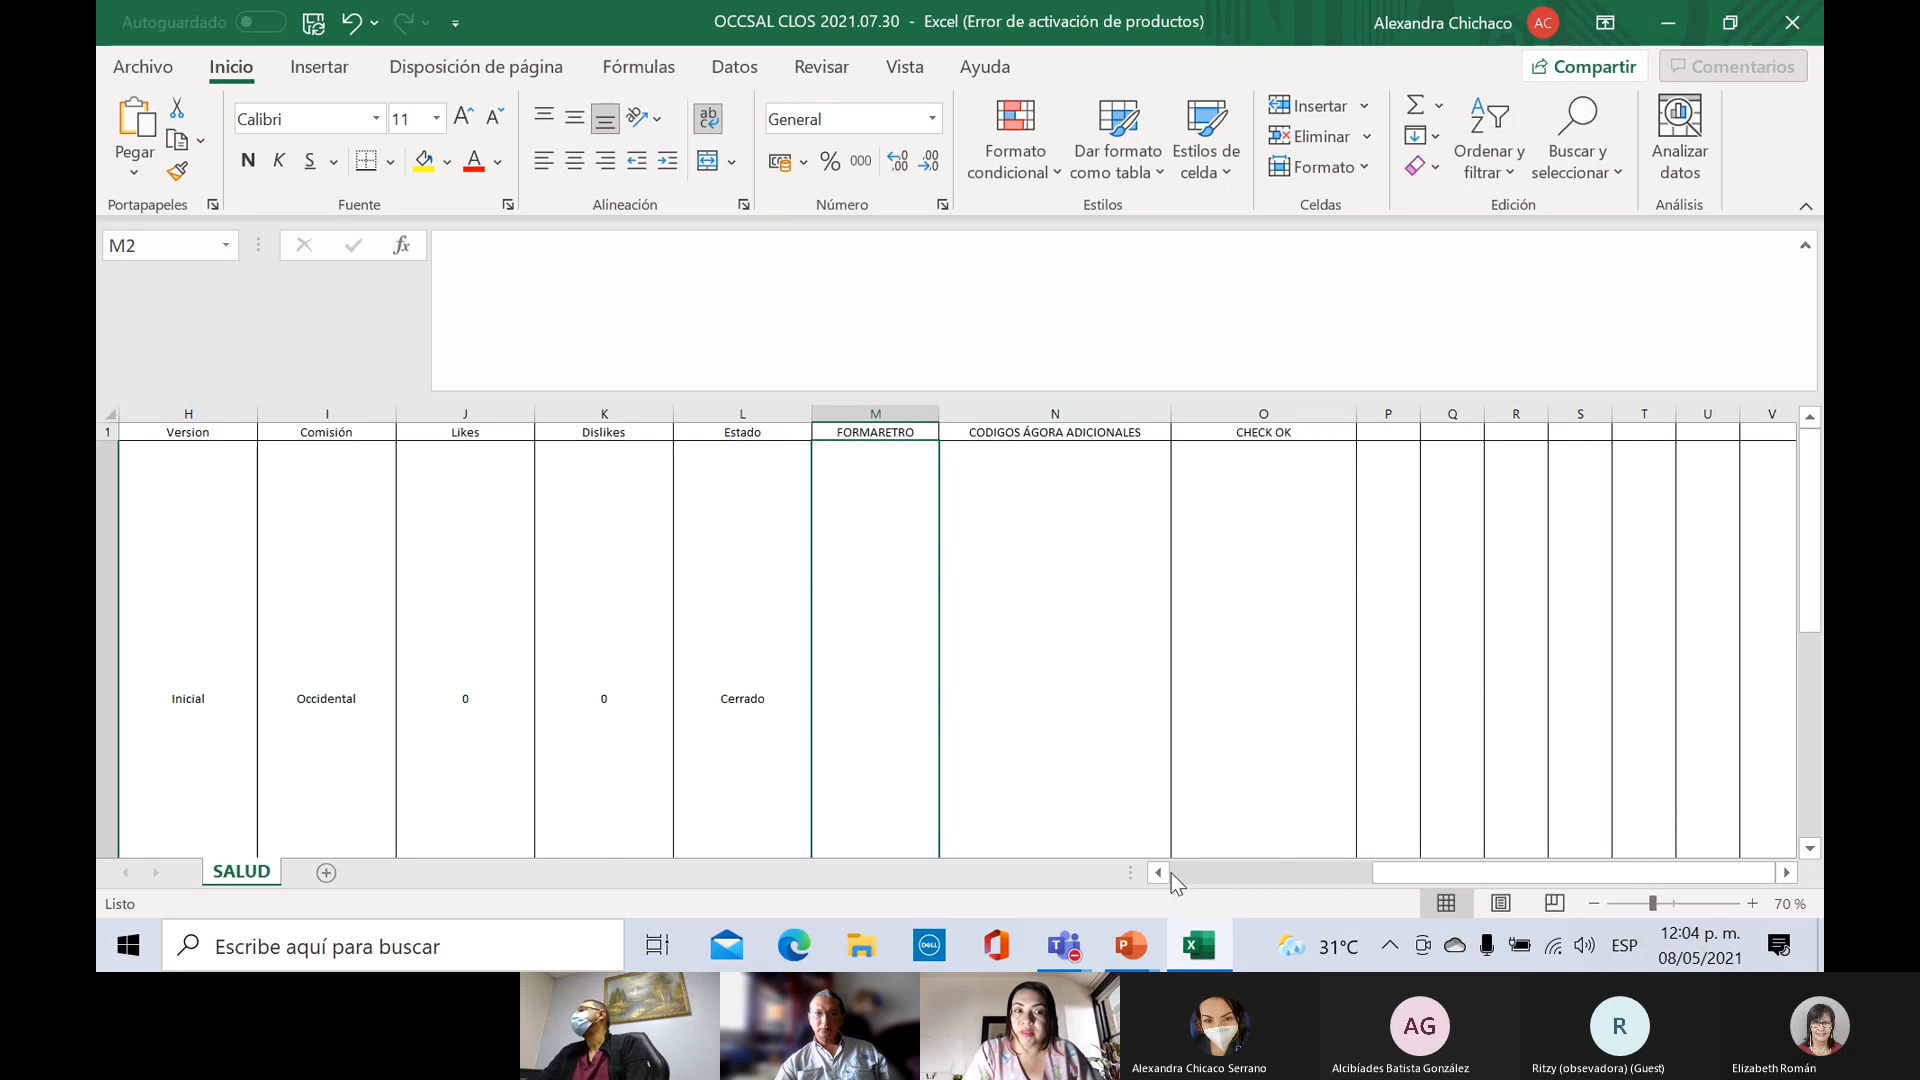 Autoguardado
OCCSAL CLOS 2021.07.30 - Excel (Error de activación de productos)
Alexandra Chichaco
AC
Archivo Inicio Insertar Disposición de página Fórmulas Datos Revisar Vista Ayuda
Compartir
Comentarios
Pegar
Portapapeles
Calibri
11
N K S
Fuente
Alineación
General
% 000
Número
Formato condicional
Dar formato como tabla
Estilos de celda
Estilos
Insertar
Eliminar
Formato
Celdas
Ordenar y filtrar
Buscar y seleccionar
Edición
Analizar datos
Análisis
M2
fx
H I J K L M N O P Q R S T U V
1 Version Comisión Likes Dislikes Estado FORMARETRO CODIGOS ÁGORA ADICIONALES CHECK OK
Inicial Occidental 0 0 Cerrado
SALUD
Listo
70 %
Escribe aquí para buscar
DELL
31°C
ESP
12:04 p. m.
08/05/2021
AG
R
Alexandra Chicaco Serrano
Alcibíades Batista González
Ritzy (obsevadora) (Guest)
Elizabeth Román